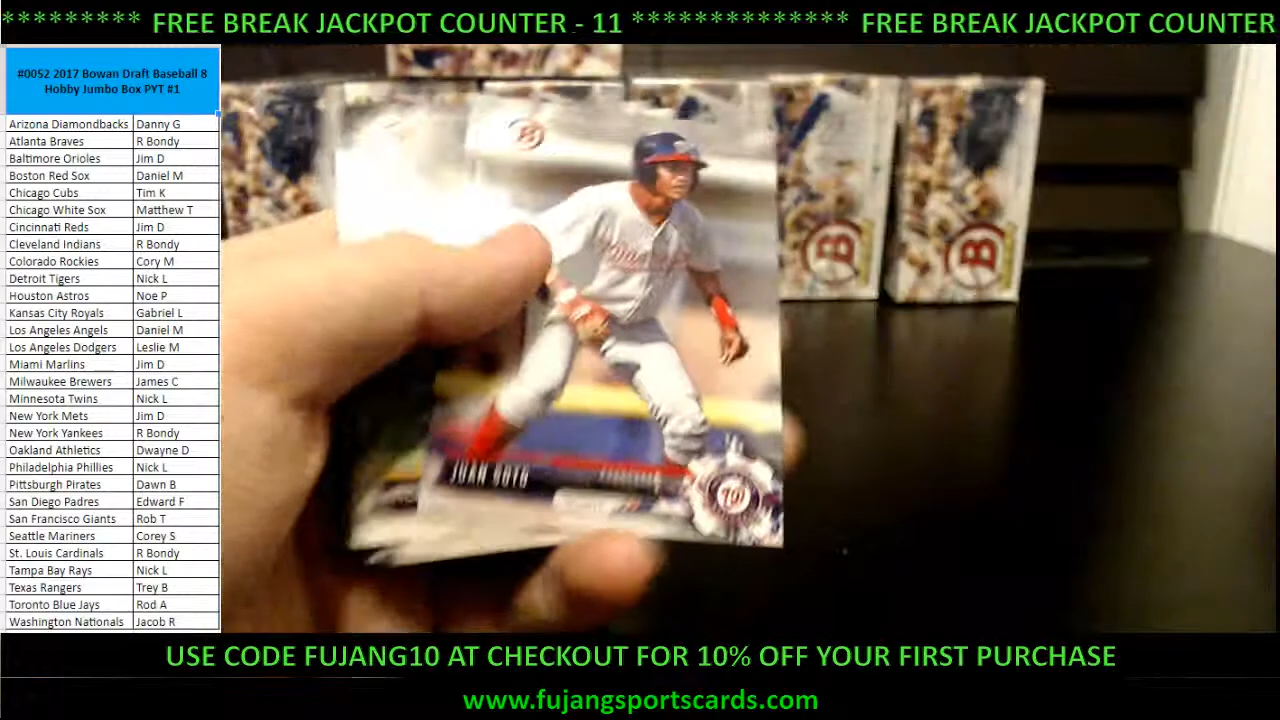 ********* FREE BREAK JACKPOT COUNTER - 11 ************** FREE BREAK JACKPOT COUNTER
#0052 2017 Bowan Draft Baseball 8
Hobby Jumbo Box PYT #1
Arizona Diamondbacks Danny G
Atlanta Braves R Bondy
Baltimore Orioles Jim D
Boston Red Sox Daniel M
Chicago Cubs Tim K
Chicago White Sox Matthew T
Cincinnati Reds Jim D
Cleveland Indians R Bondy
Colorado Rockies Cory M
Detroit Tigers Nick L
Houston Astros Noe P
Kansas City Royals Gabriel L
Los Angeles Angels Daniel M
Los Angeles Dodgers Leslie M
Miami Marlins Jim D
Milwaukee Brewers James C
Minnesota Twins Nick L
New York Mets Jim D
New York Yankees R Bondy
Oakland Athletics Dwayne D
Philadelphia Phillies Nick L
Pittsburgh Pirates Dawn B
San Diego Padres Edward F
San Francisco Giants Rob T
Seattle Mariners Corey S
St. Louis Cardinals R Bondy
Tampa Bay Rays Nick L
Texas Rangers Trey B
Toronto Blue Jays Rod A
Washington Nationals Jacob R
B
B
B
JUAN SOTO
USE CODE FUJANG10 AT CHECKOUT FOR 10% OFF YOUR FIRST PURCHASE
www.fujangsportscards.com